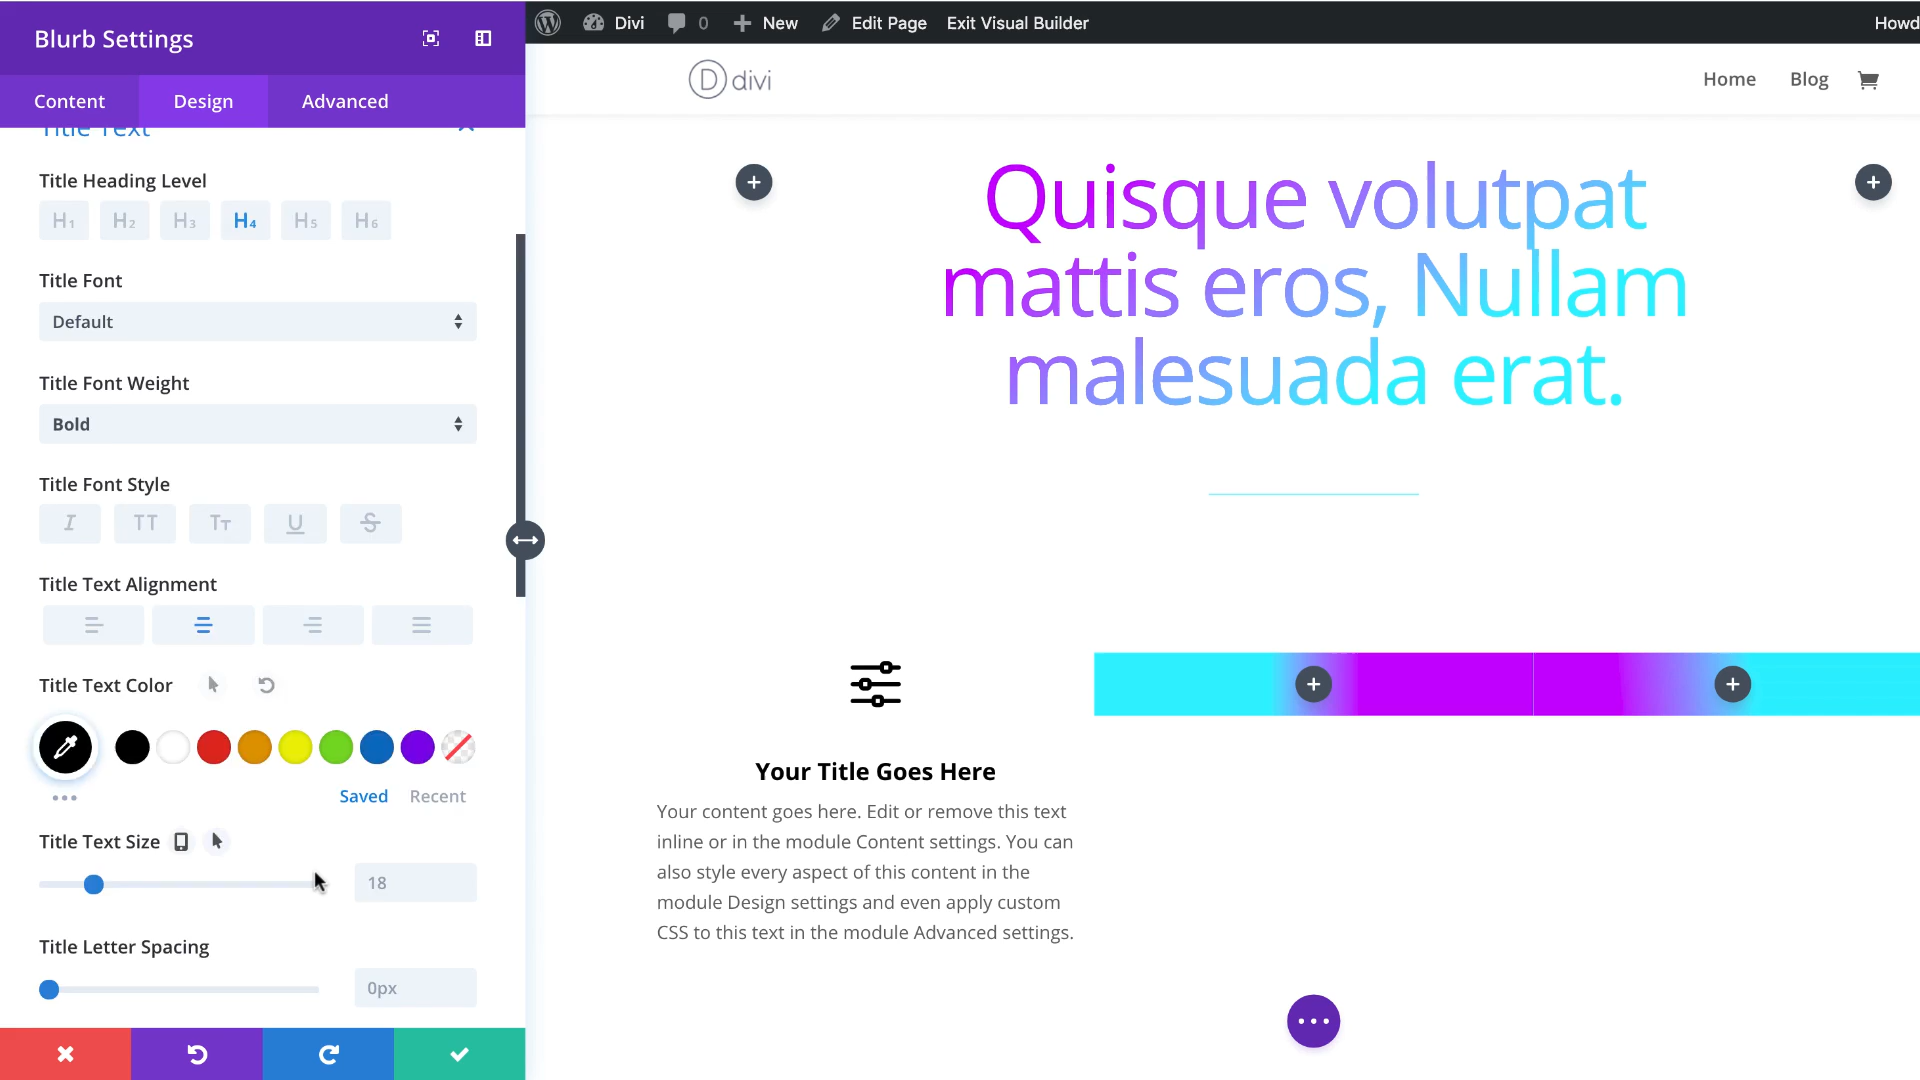 Blurb Settings
Divi
0
New
Edit Page
Exit Visual Builder
Howd
Content
Design
Advanced
divi
Home
Blog
Title Text
Title Heading Level
H1 H2 H3 H4 H5 H6
Title Font
Default
Title Font Weight
Bold
Title Font Style
I TT Tт U S
Title Text Alignment
Title Text Color
Saved
Recent
Title Text Size
18
Title Letter Spacing
0px
Quisque volutpat
mattis eros, Nullam
malesuada erat.
Your Title Goes Here
Your content goes here. Edit or remove this text
inline or in the module Content settings. You can
also style every aspect of this content in the
module Design settings and even apply custom
CSS to this text in the module Advanced settings.